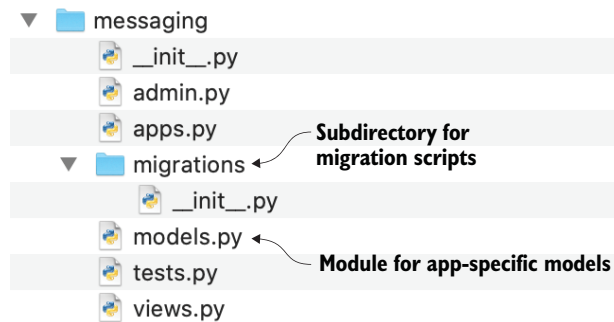 messaging
__init__.py
admin.py
apps.py
Subdirectory for
migration scripts
migrations
__init__.py
models.py
Module for app-specific models
tests.py
views.py